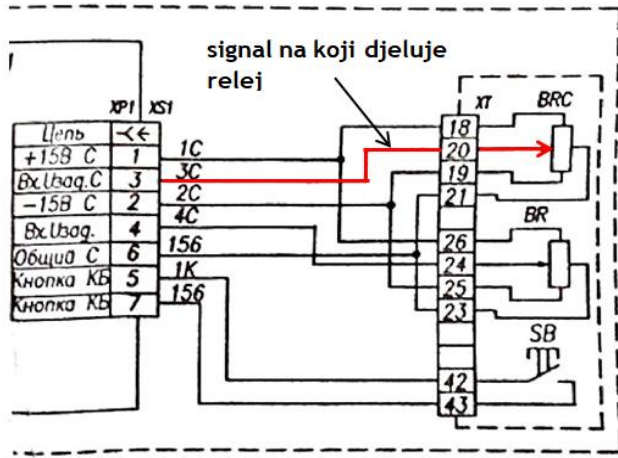 signal na koji djeluje
relej
XP1 XS1
XT
BRC
Цепь
+15В С 1 1С
Вх.Uзад.С 3 3С
-15В С 2 2С
Вх.Uзад. 4 4С
Общий С 6 156
Кнопка КБ 5 1К
Кнопка КБ 7 156
18
20
19
21
26
24
25
23
42
43
BR
SB